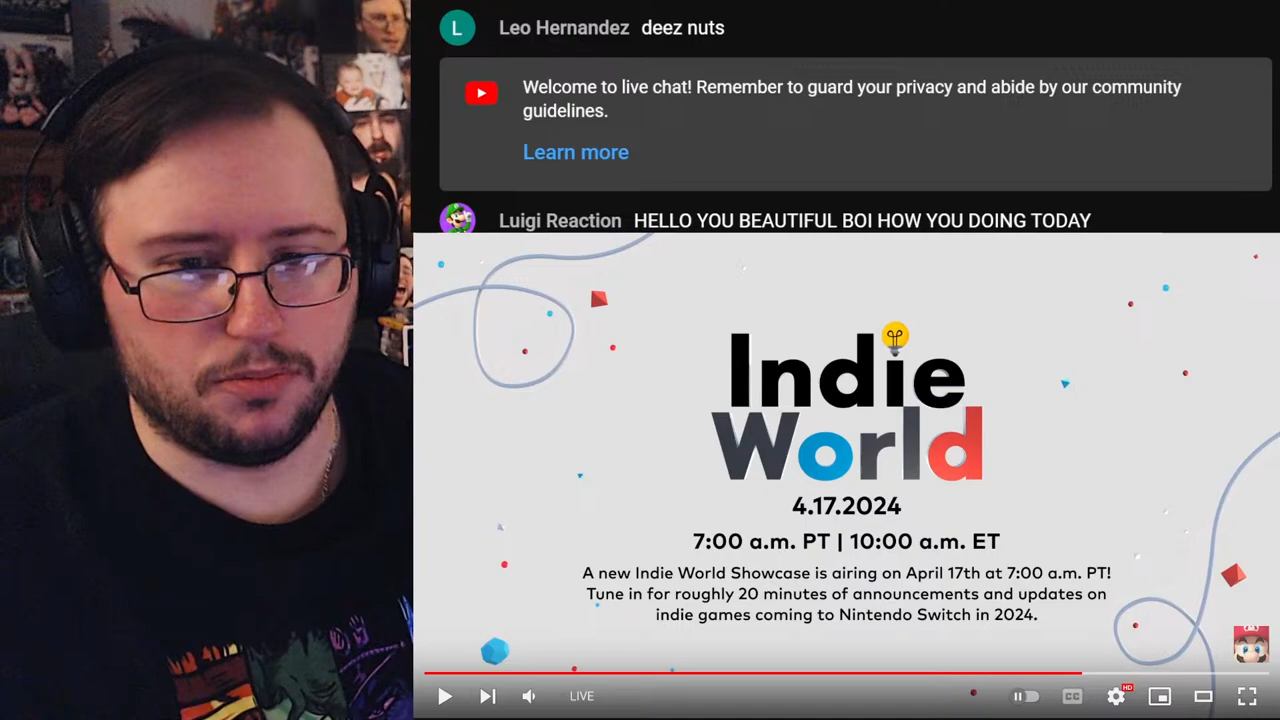 L Leo Hernandez deez nuts
Welcome to live chat! Remember to guard your privacy and abide by our community
guidelines.
Learn more
Luigi Reaction HELLO YOU BEAUTIFUL BOI HOW YOU DOING TODAY
Indie
World
4.17.2024
7:00 a.m. PT | 10:00 a.m. ET
A new Indie World Showcase is airing on April 17th at 7:00 a.m. PT!
Tune in for roughly 20 minutes of announcements and updates on
indie games coming to Nintendo Switch in 2024.
LIVE CC HD